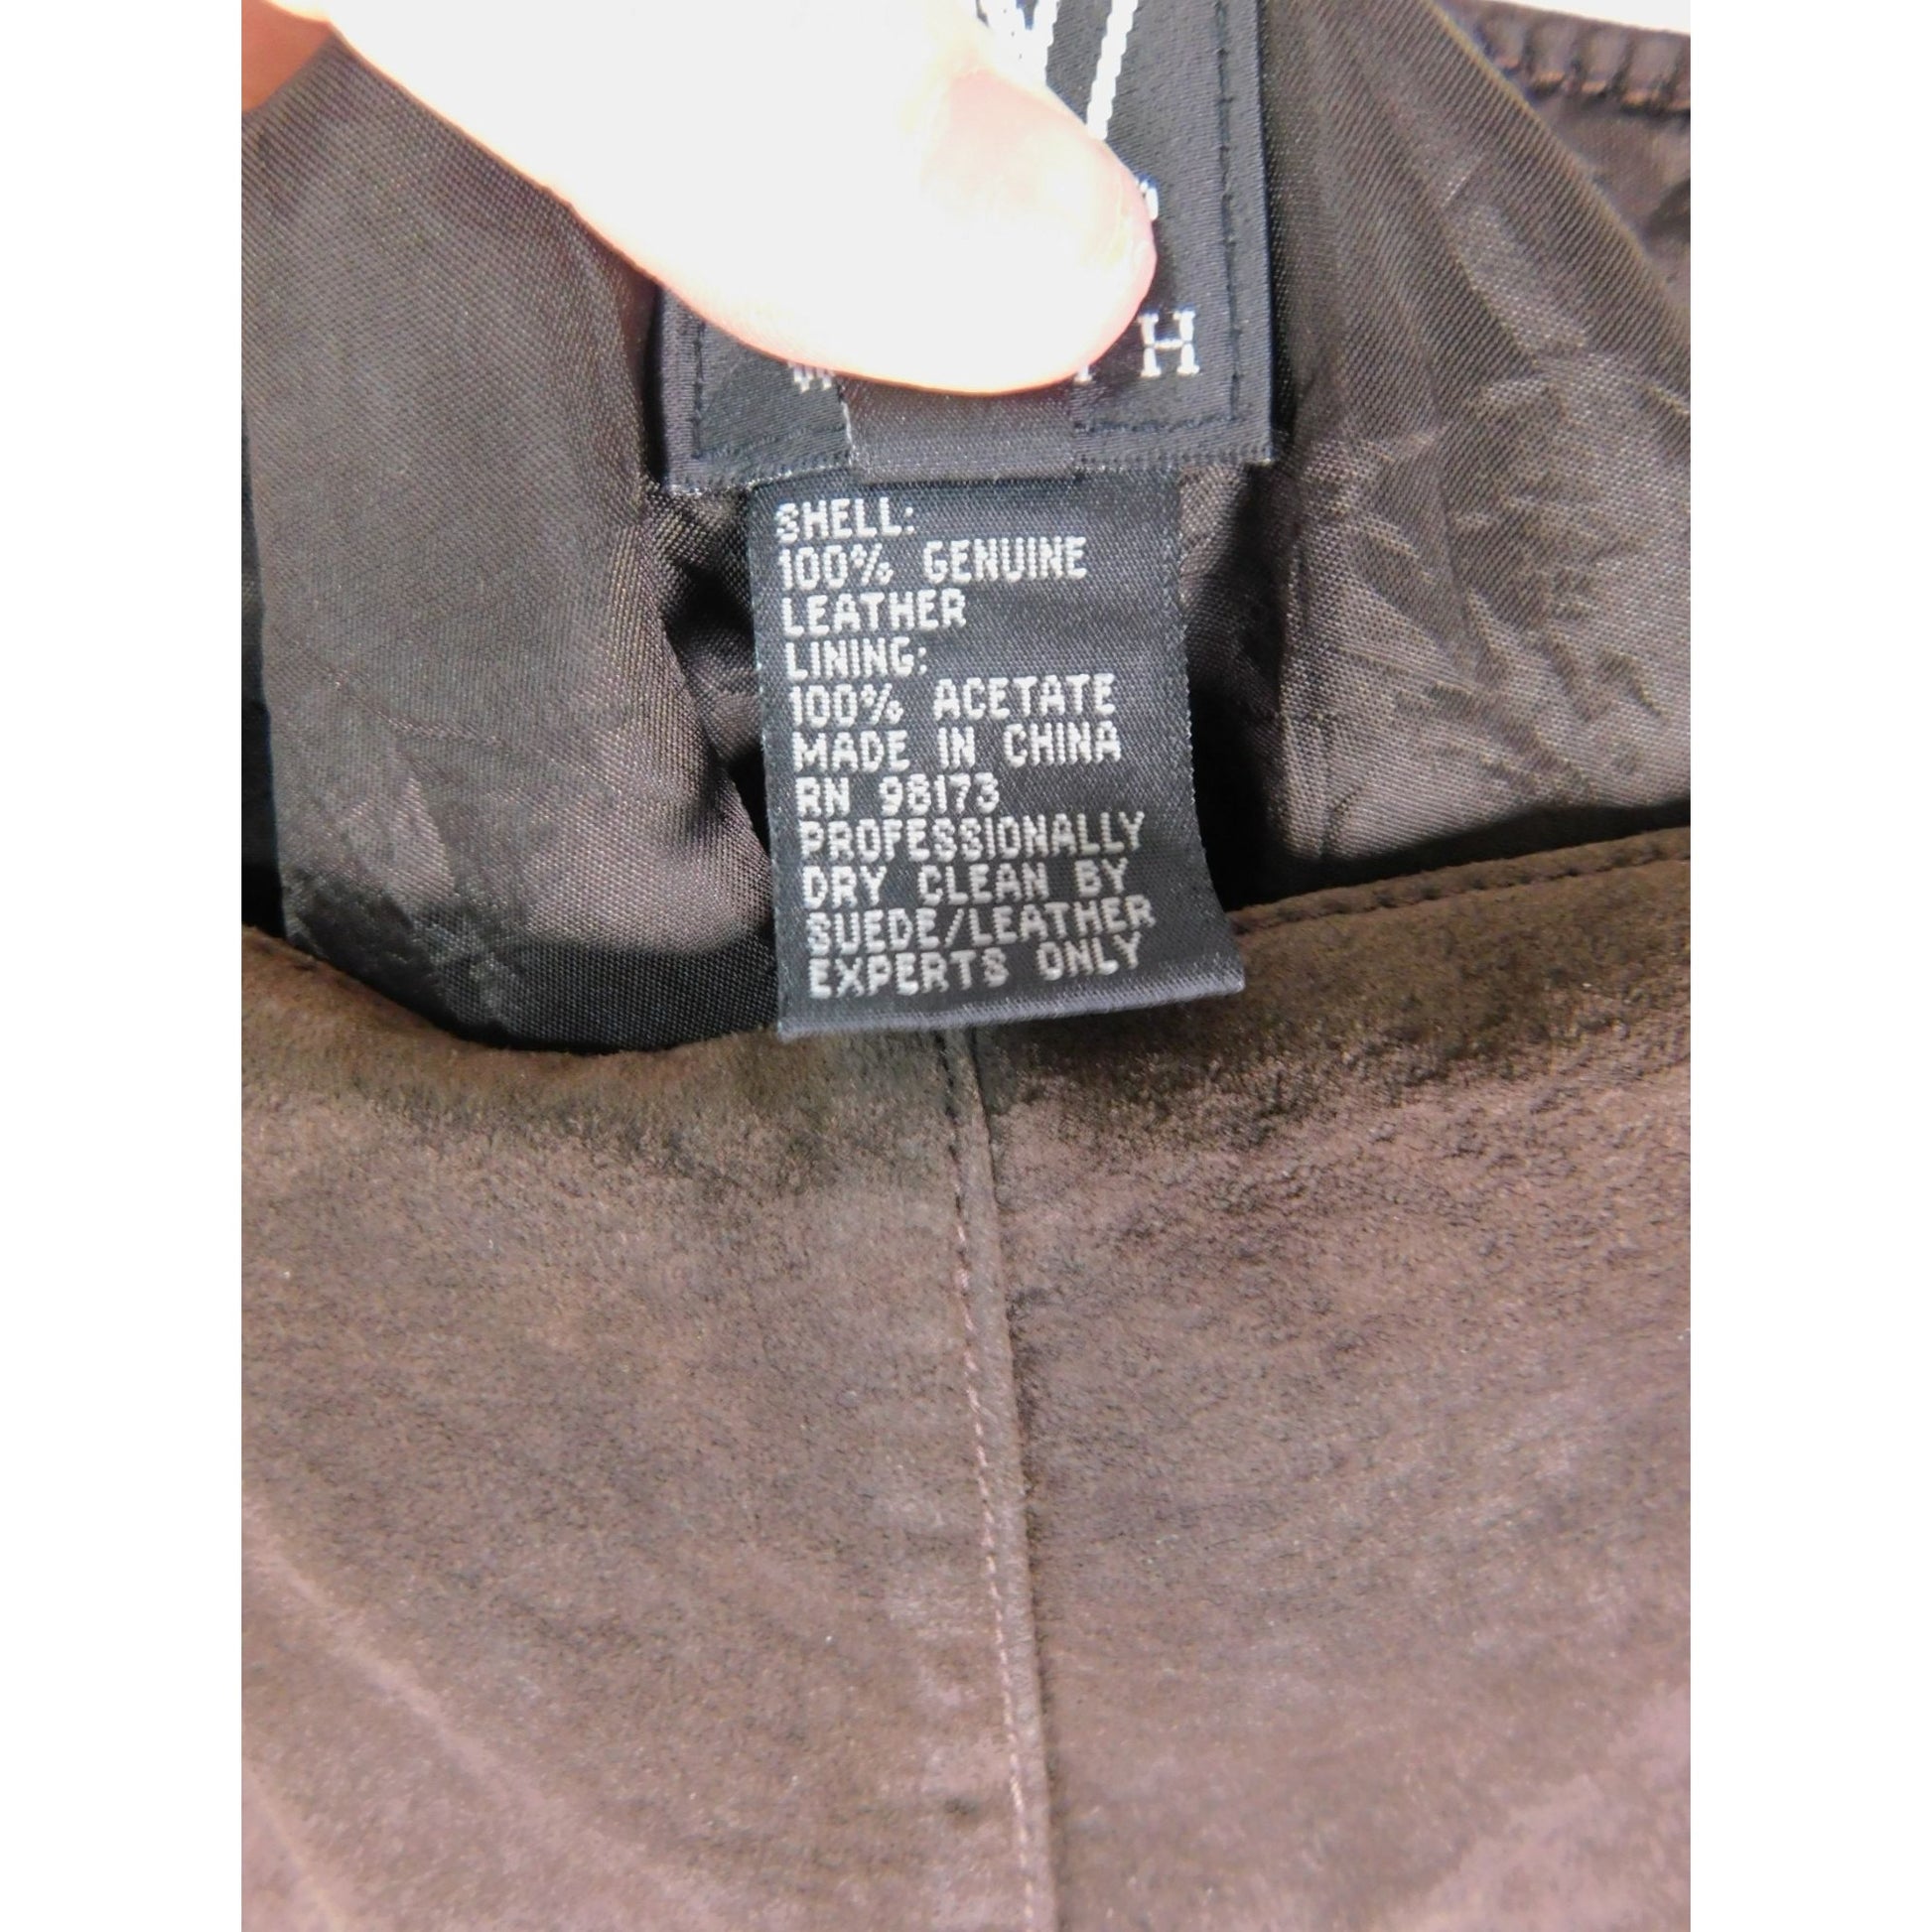 H
SHELL:
100% GENUINE
LEATHER
LINING:
100% ACETATE
MADE IN CHINA
RN 98173
PROFESSIONALLY
DRY CLEAN BY
SUEDE/LEATHER
EXPERTS ONLY